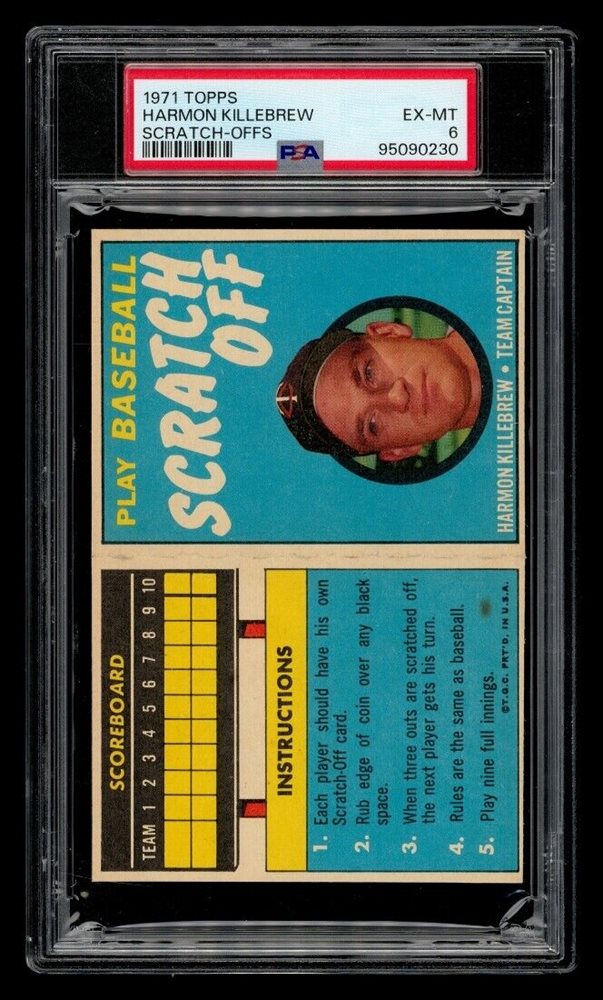 1971 TOPPS
HARMON KILLEBREW
SCRATCH-OFFS
EX-MT
6
95090230
PSA
PLAY BASEBALL
SCRATCH
OFF
HARMON KILLEBREW • TEAM CAPTAIN
SCOREBOARD
TEAM 1 2 3 4 5 6 7 8 9 10
INSTRUCTIONS
1. Each player should have his own
Scratch-Off card.
2. Rub edge of coin over any black
space.
3. When three outs are scratched off,
the next player gets his turn.
4. Rules are the same as baseball.
5. Play nine full innings.
©T.C.G. PRT'D. IN U.S.A.